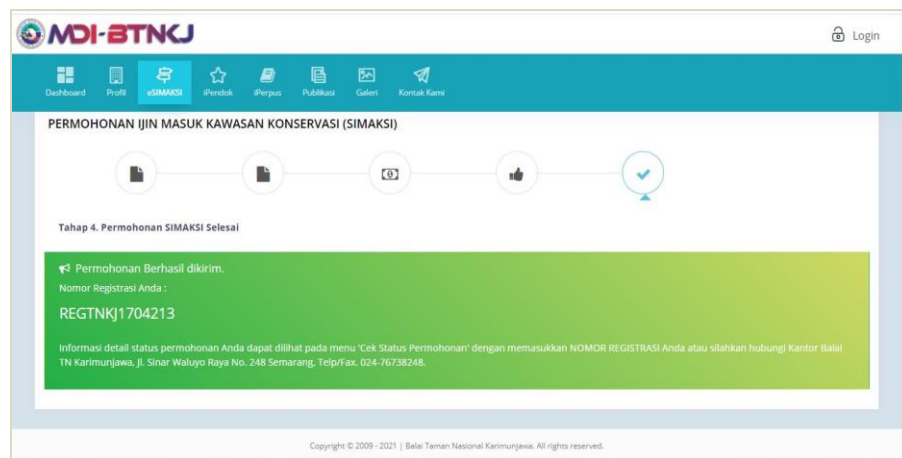 MDI-BTNKJ
Login
Dashboard Profil eSIMAKSI iPendok iPerpus Publikasi Galeri Kontak Kami
PERMOHONAN IJIN MASUK KAWASAN KONSERVASI (SIMAKSI)
Tahap 4. Permohonan SIMAKSI Selesai
Permohonan Berhasil dikirim.
Nomor Registrasi Anda :
REGTNKJ1704213
Informasi detail status permohonan Anda dapat dilihat pada menu 'Cek Status Permohonan' dengan memasukkan NOMOR REGISTRASI Anda atau silahkan hubungi Kantor Balai
TN Karimunjawa, Jl. Sinar Waluyo Raya No. 248 Semarang, Telp/Fax. 024-76738248.
Copyright © 2009 - 2021 | Balai Taman Nasional Karimunjawa. All rights reserved.